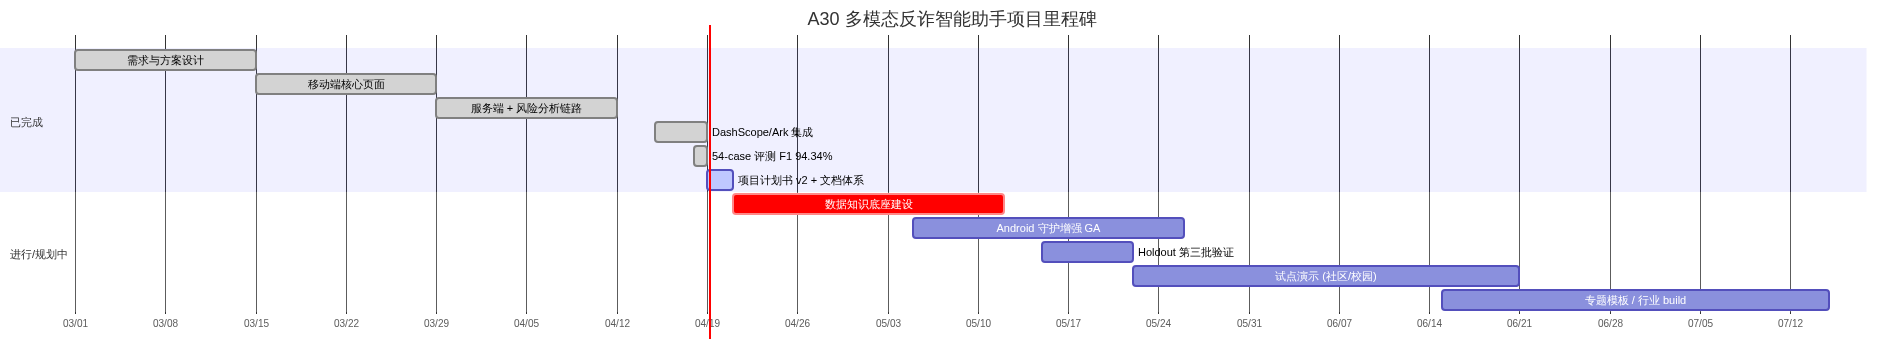 A30 多模态反诈智能助手项目里程碑
已完成
需求与方案设计
移动端核心页面
服务端 + 风险分析链路
DashScope/Ark 集成
54-case 评测 F1 94.34%
项目计划书 v2 + 文档体系
进行/规划中
数据知识底座建设
Android 守护增强 GA
Holdout 第三批验证
试点演示 (社区/校园)
专题模板 / 行业 build
03/01 03/08 03/15 03/22 03/29 04/05 04/12 04/19 04/26 05/03 05/10 05/17 05/24 05/31 06/07 06/14 06/21 06/28 07/05 07/12